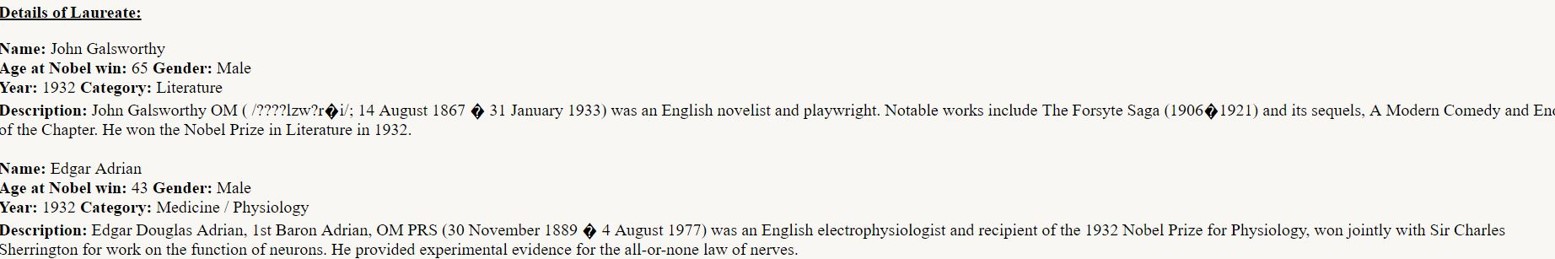 Details of Laureate:
Name: John Galsworthy
Age at Nobel win: 65 Gender: Male
Year: 1932 Category: Literature
Description: John Galsworthy OM ( /????lzw?r�i/; 14 August 1867 � 31 January 1933) was an English novelist and playwright. Notable works include The Forsyte Saga (1906�1921) and its sequels, A Modern Comedy and
of the Chapter. He won the Nobel Prize in Literature in 1932.
Name: Edgar Adrian
Age at Nobel win: 43 Gender: Male
Year: 1932 Category: Medicine / Physiology
Description: Edgar Douglas Adrian, 1st Baron Adrian, OM PRS (30 November 1889 � 4 August 1977) was an English electrophysiologist and recipient of the 1932 Nobel Prize for Physiology, won jointly with Sir Charles
Sherrington for work on the function of neurons. He provided experimental evidence for the all-or-none law of nerves.